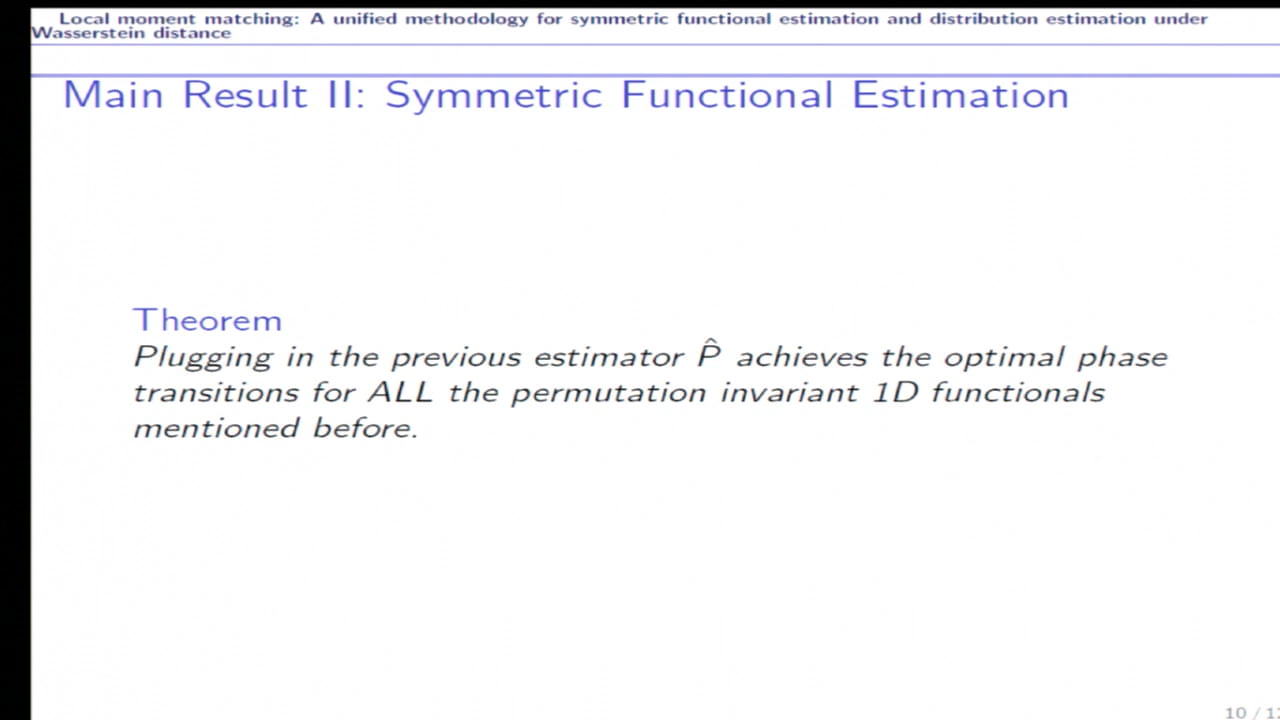 Local moment matching: A unified methodology for symmetric functional estimation and distribution estimation under
Wasserstein distance
Main Result II: Symmetric Functional Estimation
Theorem
Plugging in the previous estimator P̂ achieves the optimal phase
transitions for ALL the permutation invariant 1D functionals
mentioned before.
10 /